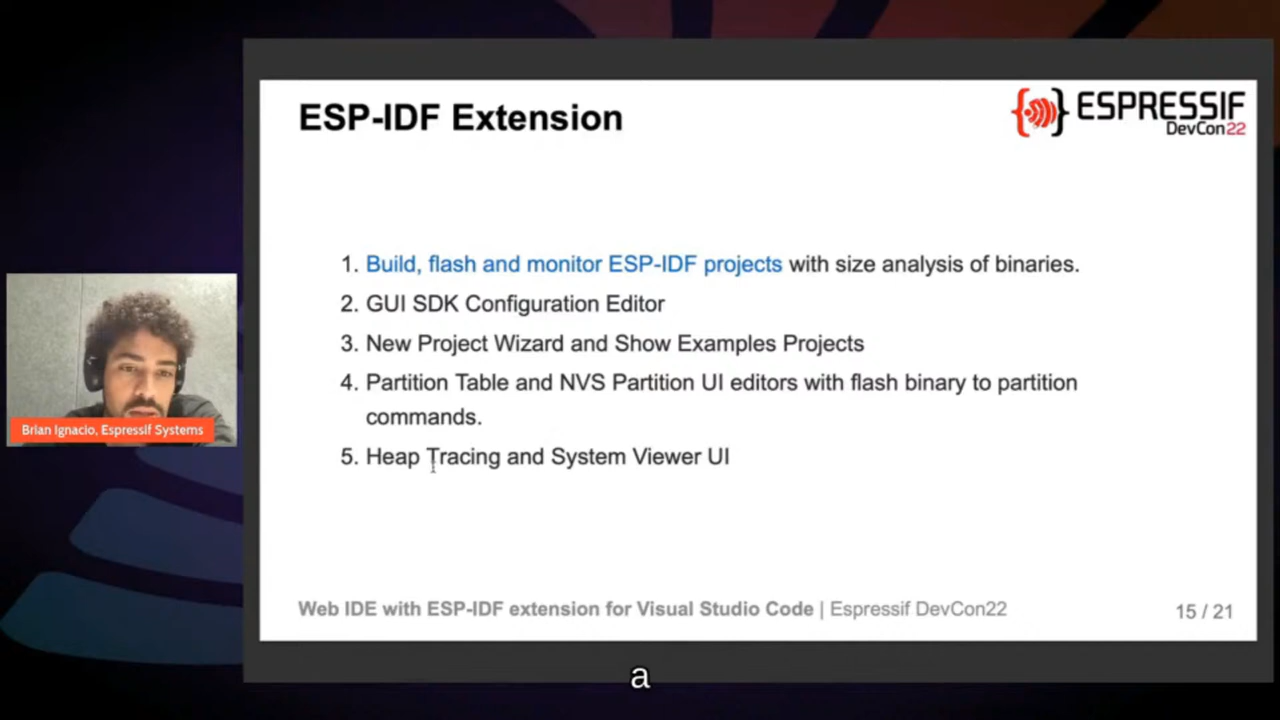 ESP-IDF Extension
ESPRESSIF
DevCon22
1. Build, flash and monitor ESP-IDF projects with size analysis of binaries.
2. GUI SDK Configuration Editor
3. New Project Wizard and Show Examples Projects
4. Partition Table and NVS Partition UI editors with flash binary to partition
commands.
5. Heap Tracing and System Viewer UI
Brian Ignacio, Espressif Systems
Web IDE with ESP-IDF extension for Visual Studio Code | Espressif DevCon22
15 / 21
a